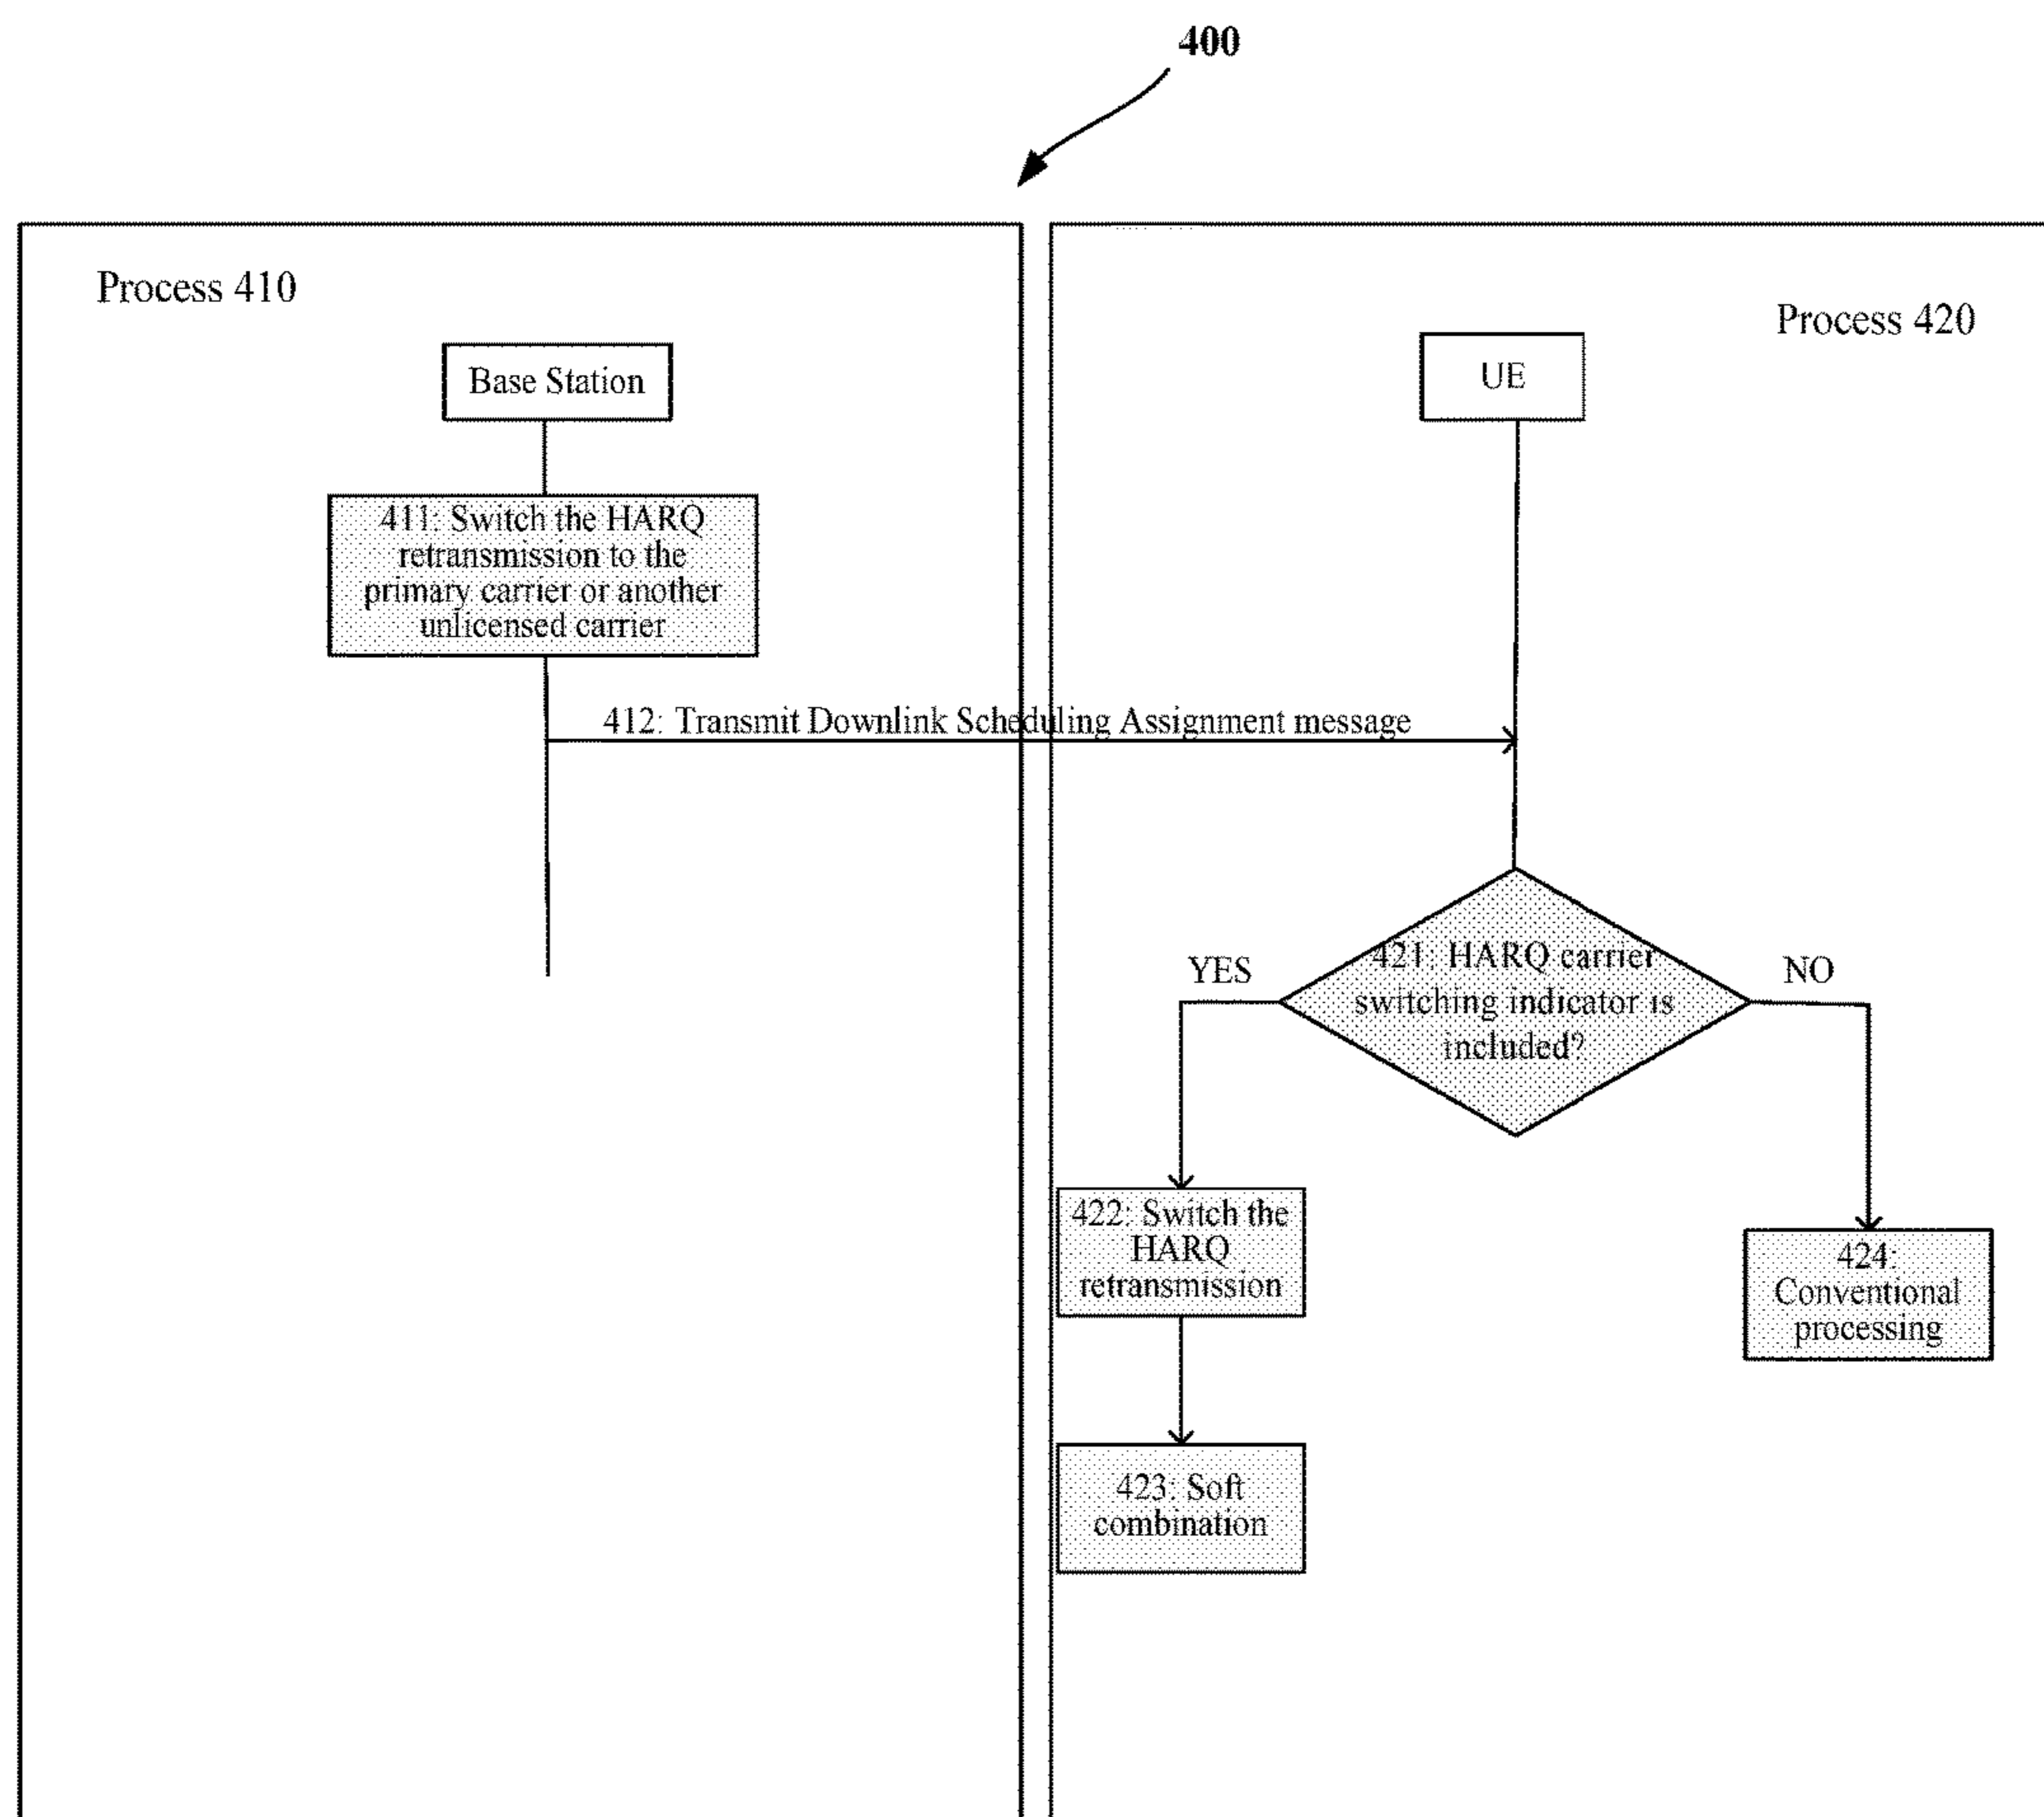 400
Process 410
Process 420
Base Station
UE
411: Switch the HARQ
retransmission to the
primary carrier or another
unlicensed carrier
412: Transmit Downlink Scheduling Assignment message
421: HARQ carrier
switching indicator is
included?
YES
NO
422: Switch the
HARQ
retransmission
424:
Conventional
processing
423: Soft
combination